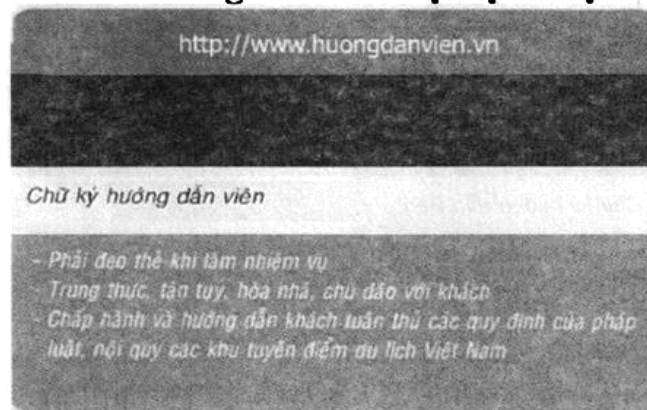 http://www.huongdanvien.vn
Chữ ký hướng dẫn viên
- Phải đeo thẻ khi làm nhiệm vụ
- Trung thực, tận tụy, hòa nhã, chu đáo với khách
- Chấp hành và hướng dẫn khách tuân thủ các quy định của pháp
luật, nội quy các khu tuyến điểm du lịch Việt Nam